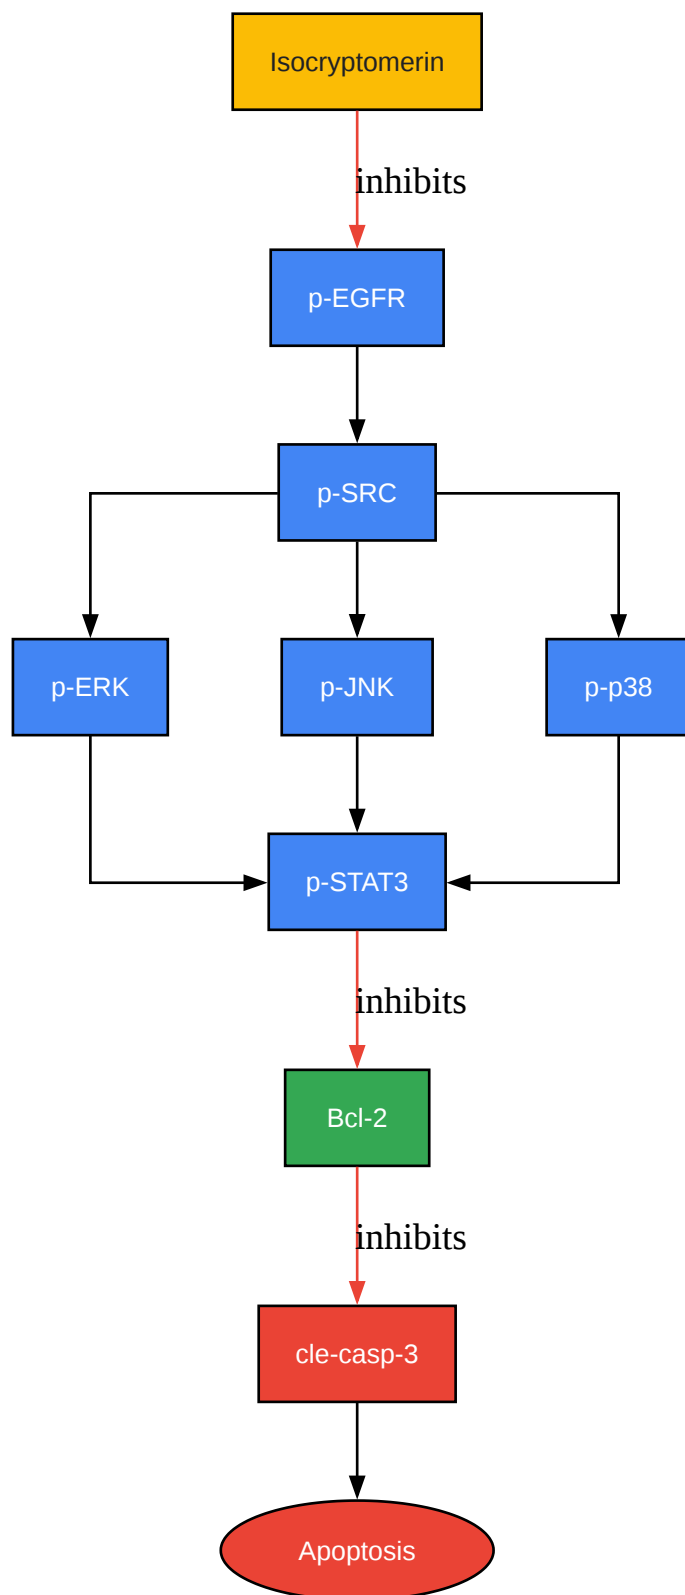 Isocryptomerin
inhibits
p-EGFR
p-SRC
p-ERK
p-JNK
p-p38
p-STAT3
inhibits
Bcl-2
inhibits
cle-casp-3
Apoptosis